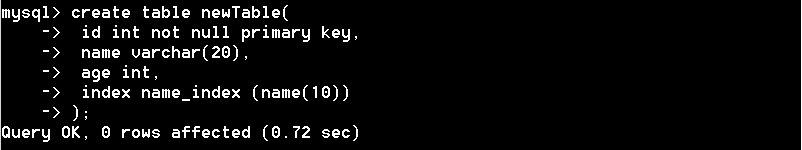 mysql> create table newTable(
    -> id int not null primary key,
    -> name varchar(20),
    -> age int,
    -> index name_index (name(10))
    -> );
Query OK, 0 rows affected (0.72 sec)